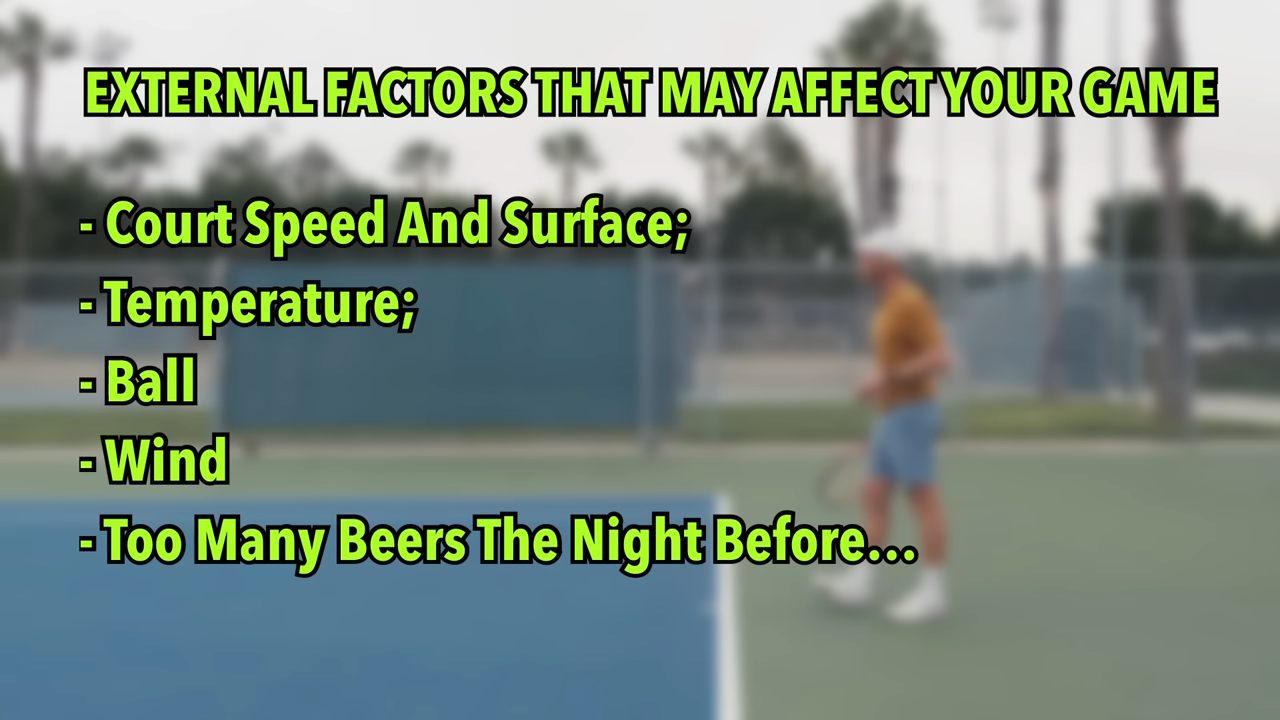 EXTERNAL FACTORS THAT MAY AFFECT YOUR GAME
- Court Speed And Surface;
- Temperature;
- Ball
- Wind
- Too Many Beers The Night Before...